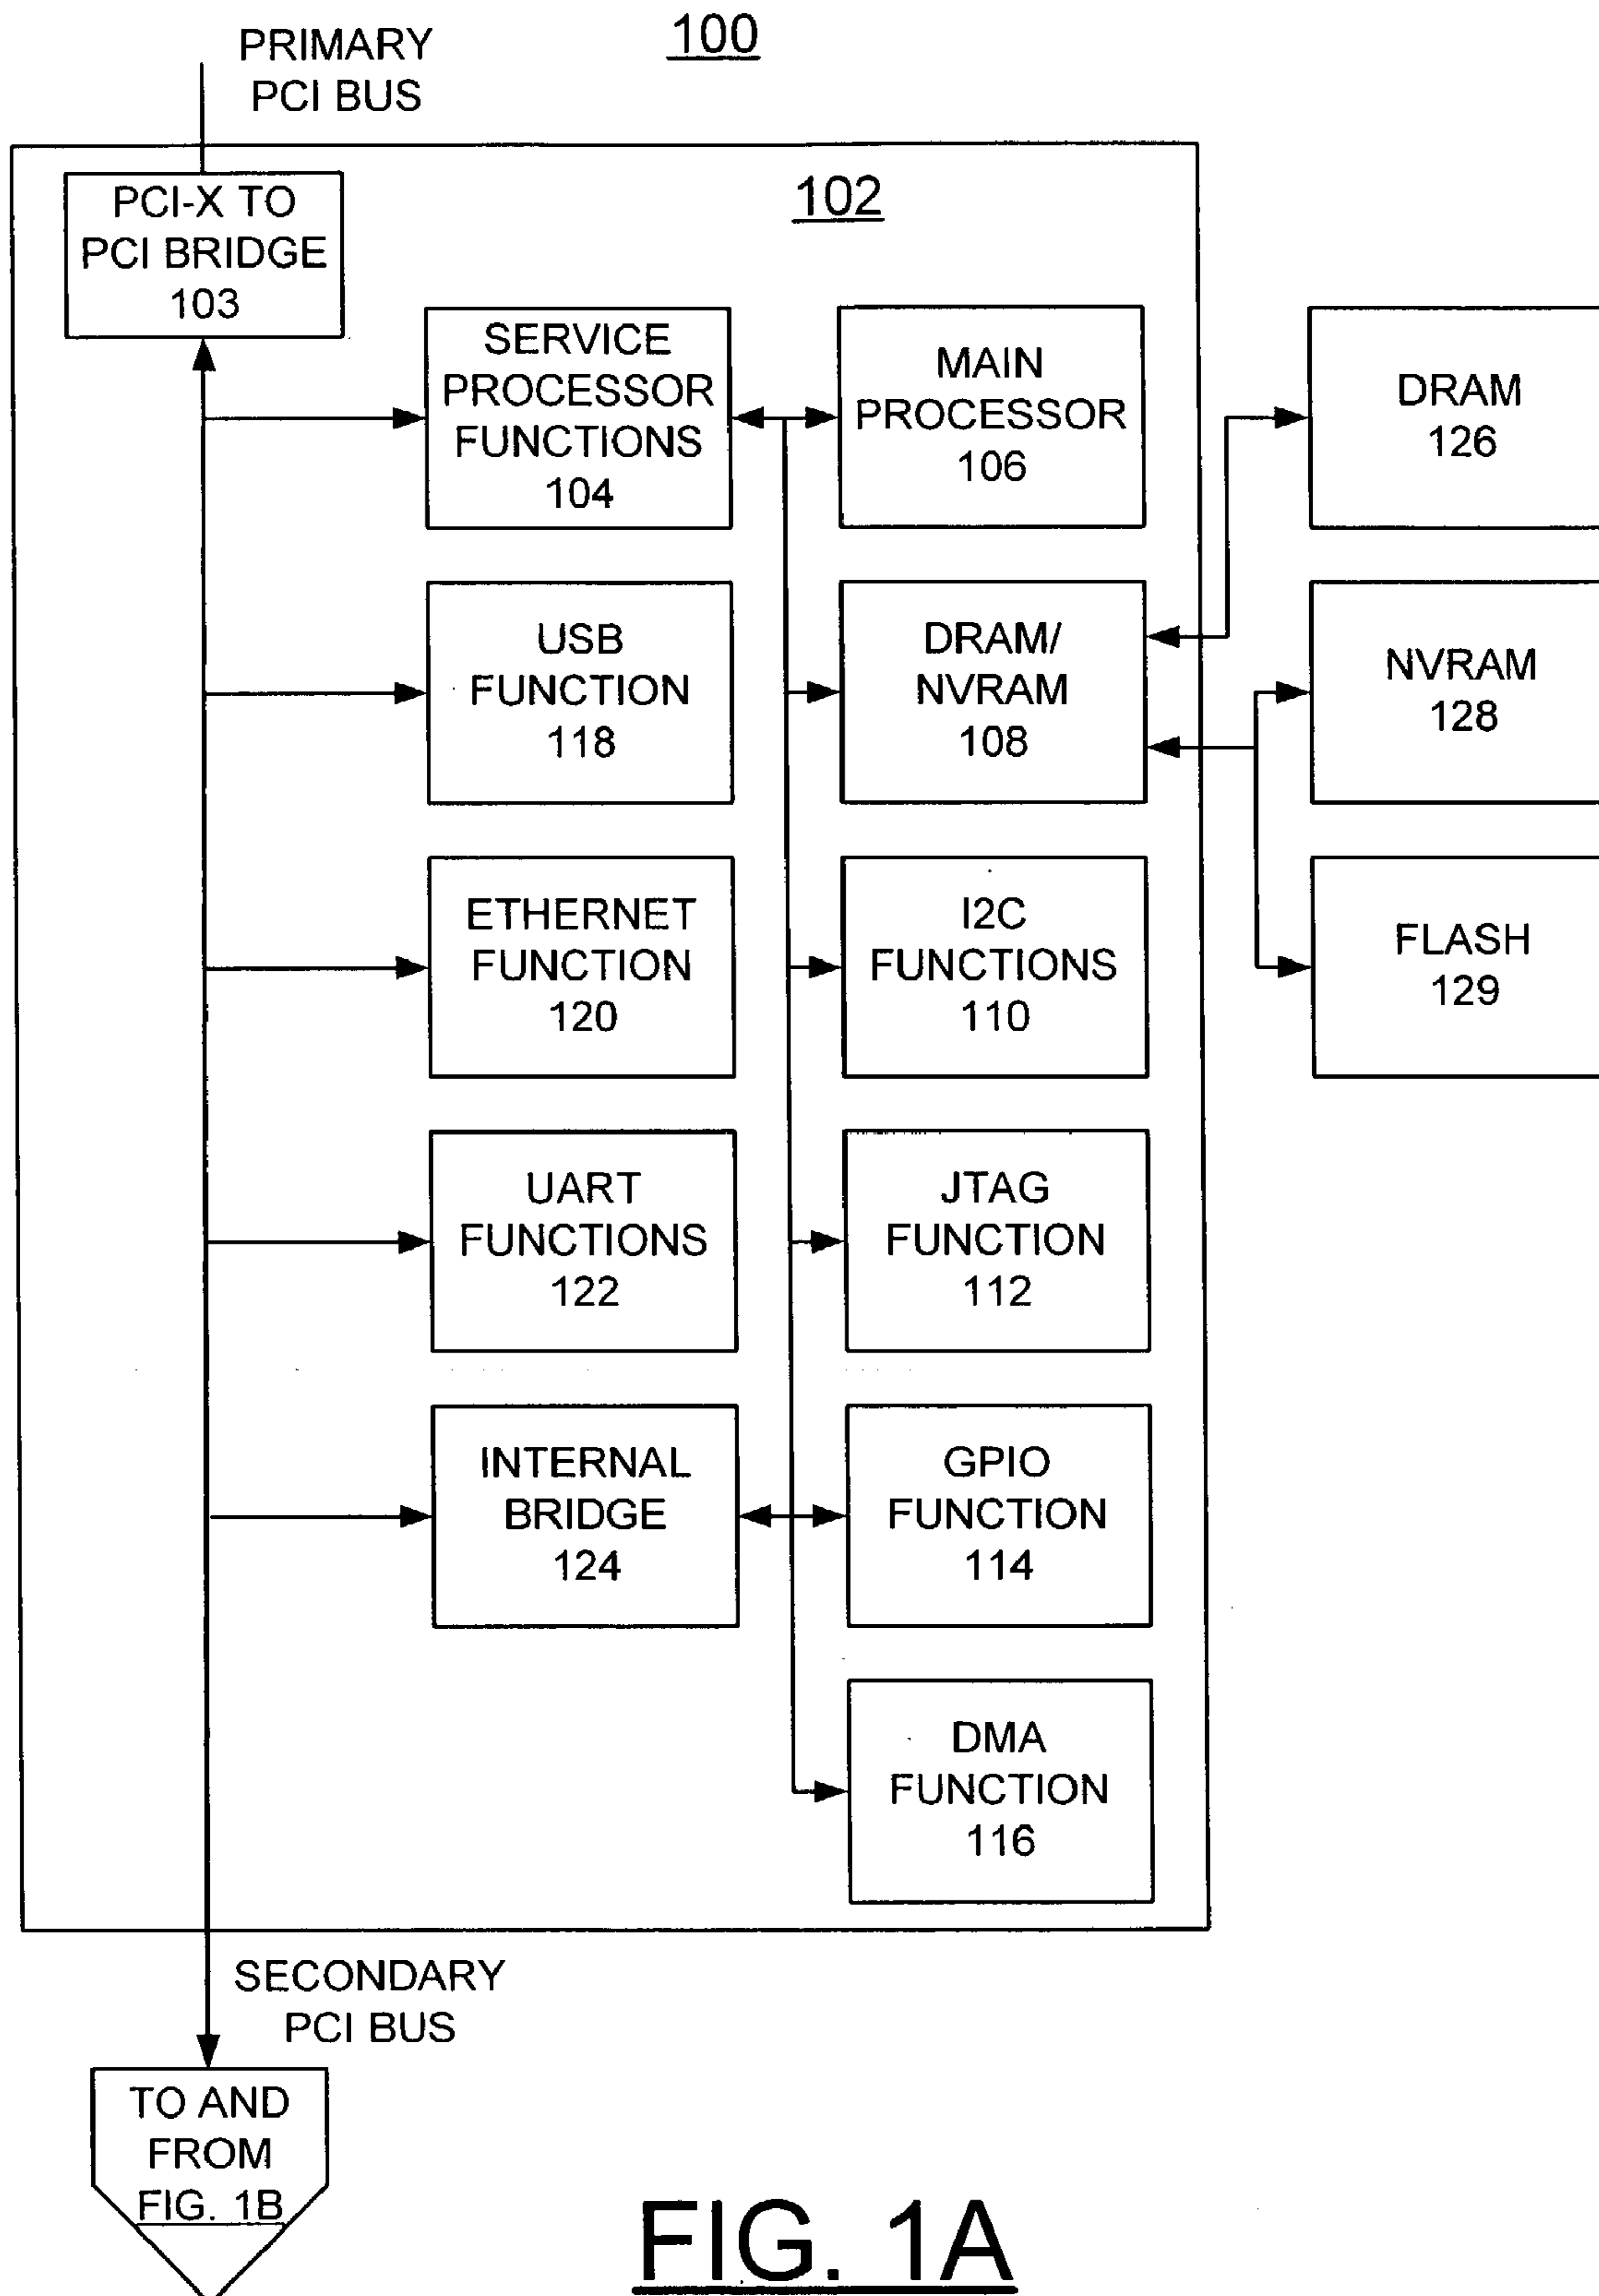 100
PRIMARY
PCI BUS
102
PCI-X TO
PCI BRIDGE
103
SERVICE
PROCESSOR
FUNCTIONS
104
MAIN
PROCESSOR
106
DRAM
126
USB
FUNCTION
118
DRAM/
NVRAM
108
NVRAM
128
ETHERNET
FUNCTION
120
I2C
FUNCTIONS
110
FLASH
129
UART
FUNCTIONS
122
JTAG
FUNCTION
112
INTERNAL
BRIDGE
124
GPIO
FUNCTION
114
DMA
FUNCTION
116
SECONDARY
PCI BUS
TO AND
FROM
FIG. 1B
FIG. 1A